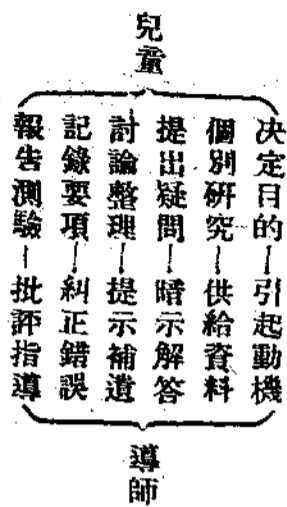 兒童
決定目的—引起動機
個別研究—供給資料
提出疑問—暗示解答
討論整理—提示補遺
記錄要項—糾正錯誤
報告測驗—批評指導
導師